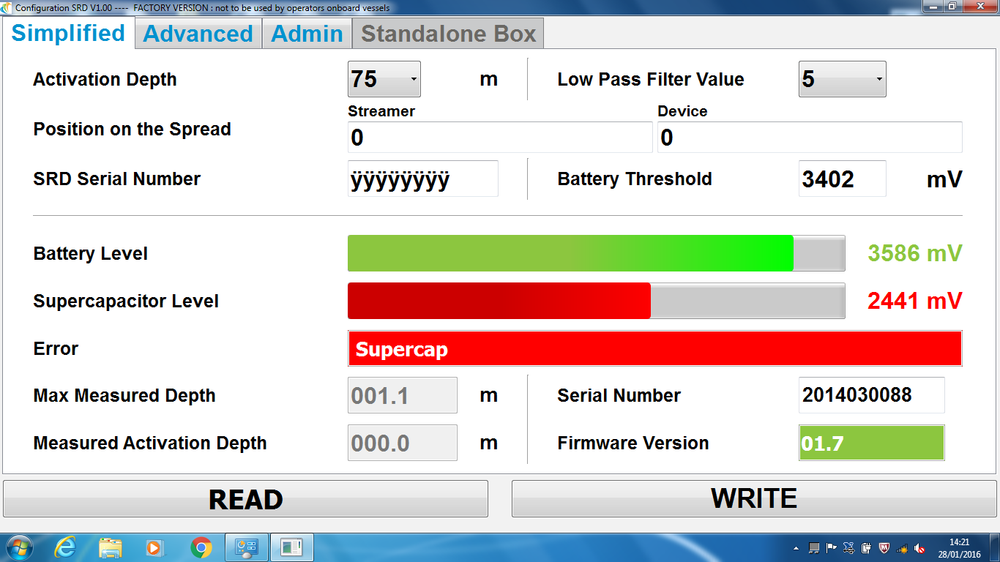 Configuration SRD V1.00 ---- FACTORY VERSION : not to be used by operators onboard vessels
Simplified Advanced Admin Standalone Box
Activation Depth 75 m Low Pass Filter Value 5
Streamer Device
Position on the Spread 0 0
SRD Serial Number ÿÿÿÿÿÿÿÿ Battery Threshold 3402 mV
Battery Level 3586 mV
Supercapacitor Level 2441 mV
Error Supercap
Max Measured Depth 001.1 m Serial Number 2014030088
Measured Activation Depth 000.0 m Firmware Version 01.7
READ WRITE
14:21
28/01/2016